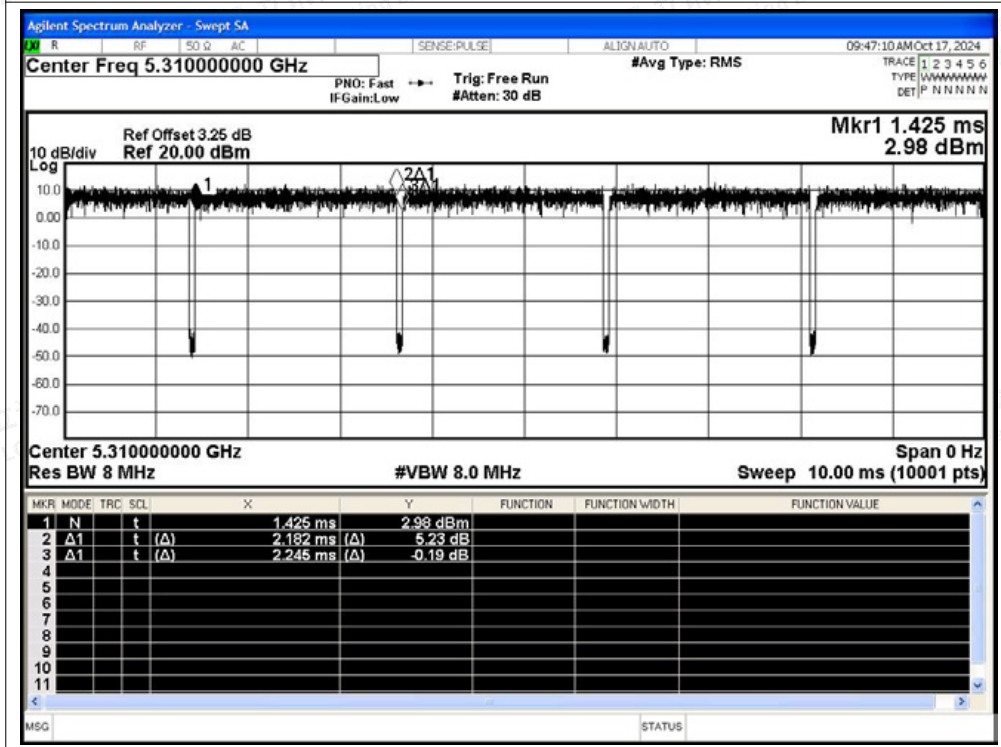 Agilent Spectrum Analyzer - Swept SA
R RF 50 Ω AC SENSE:PULSE ALIGN AUTO 09:47:10 AM Oct 17, 2024
Center Freq 5.310000000 GHz #Avg Type: RMS TRACE 1 2 3 4 5 6
PNO: Fast Trig: Free Run TYPE WWWWWW
IFGain:Low #Atten: 30 dB DET P N N N N N
Mkr1 1.425 ms
Ref Offset 3.25 dB
10 dB/div Ref 20.00 dBm 2.98 dBm
Log
1 2Δ1
3Δ1
10.0
0.00
-10.0
-20.0
-30.0
-40.0
-50.0
-60.0
-70.0
Center 5.310000000 GHz Span 0 Hz
Res BW 8 MHz #VBW 8.0 MHz Sweep 10.00 ms (10001 pts)
MKR MODE TRC SCL X Y FUNCTION FUNCTION WIDTH FUNCTION VALUE
1 N t 1.425 ms 2.98 dBm
2 Δ1 t (Δ) 2.182 ms (Δ) 5.23 dB
3 Δ1 t (Δ) 2.245 ms (Δ) -0.19 dB
4
5
6
7
8
9
10
11
MSG STATUS